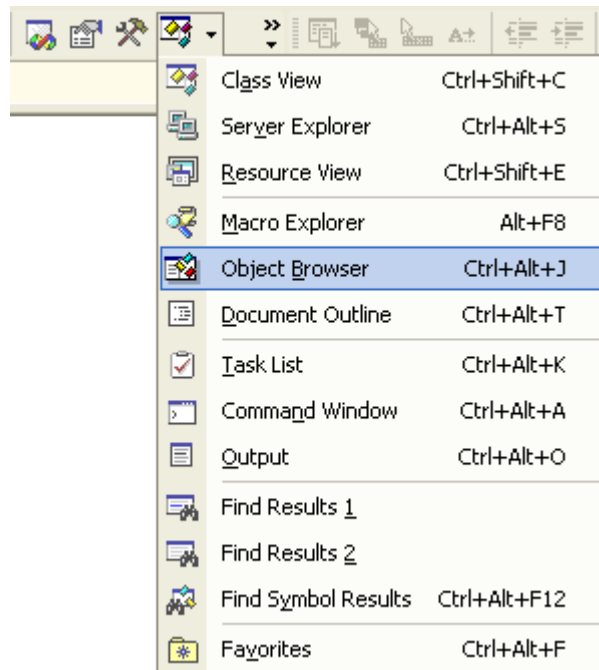 Class View Ctrl+Shift+C
Server Explorer Ctrl+Alt+S
Resource View Ctrl+Shift+E
Macro Explorer Alt+F8
Object Browser Ctrl+Alt+J
Document Outline Ctrl+Alt+T
Task List Ctrl+Alt+K
Command Window Ctrl+Alt+A
Output Ctrl+Alt+O
Find Results 1
Find Results 2
Find Symbol Results Ctrl+Alt+F12
Favorites Ctrl+Alt+F